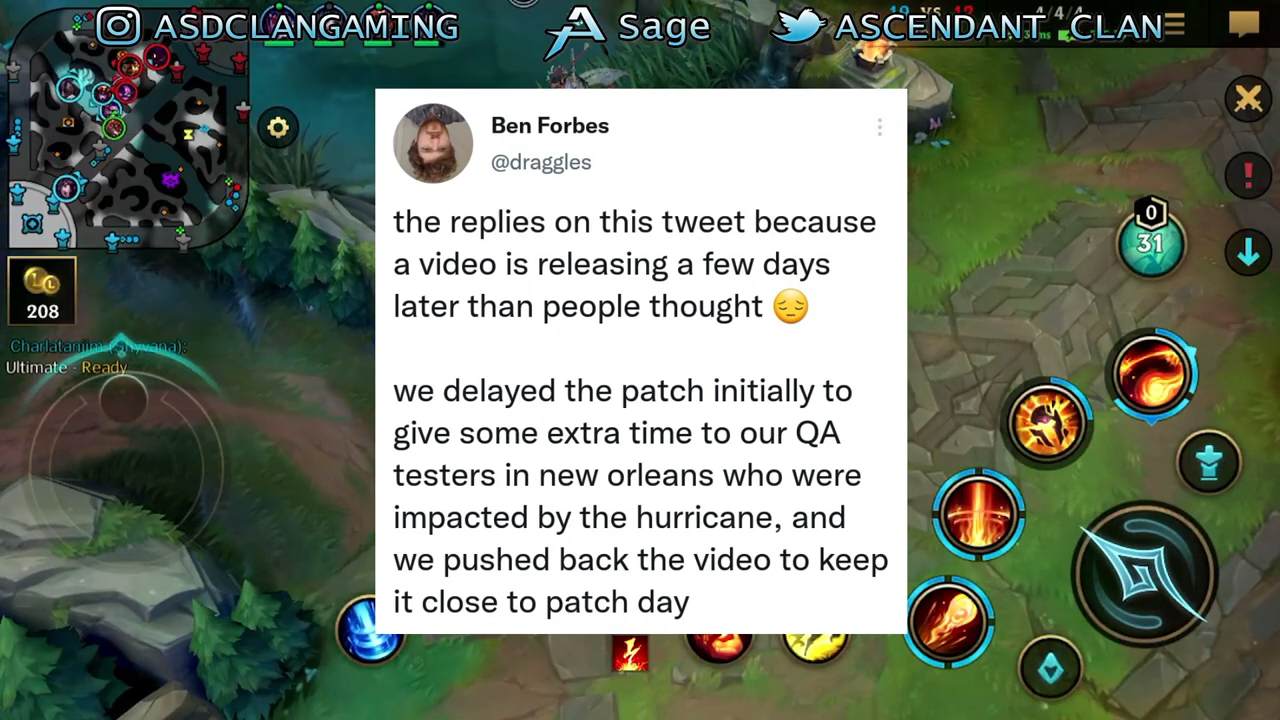 ASDCLANGAMING
Sage
ASCENDANT_CLAN
208
Charlataniim (Shyvana):
Ultimate - Ready
Ben Forbes
@draggles
the replies on this tweet because
a video is releasing a few days
later than people thought 😔
we delayed the patch initially to
give some extra time to our QA
testers in new orleans who were
impacted by the hurricane, and
we pushed back the video to keep
it close to patch day
0
31